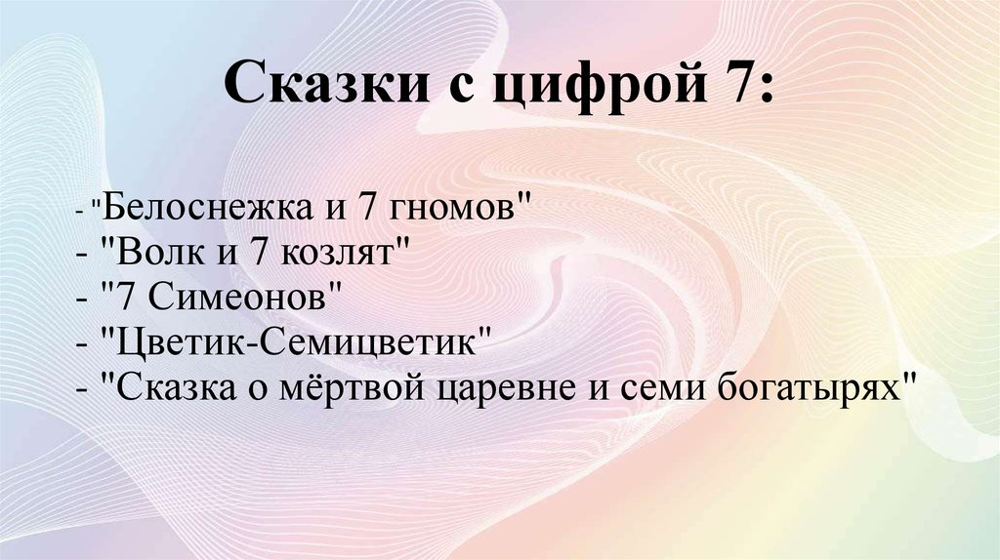 Сказки с цифрой 7:
- "Белоснежка и 7 гномов"
- "Волк и 7 козлят"
- "7 Симеонов"
- "Цветик-Семицветик"
- "Сказка о мёртвой царевне и семи богатырях"